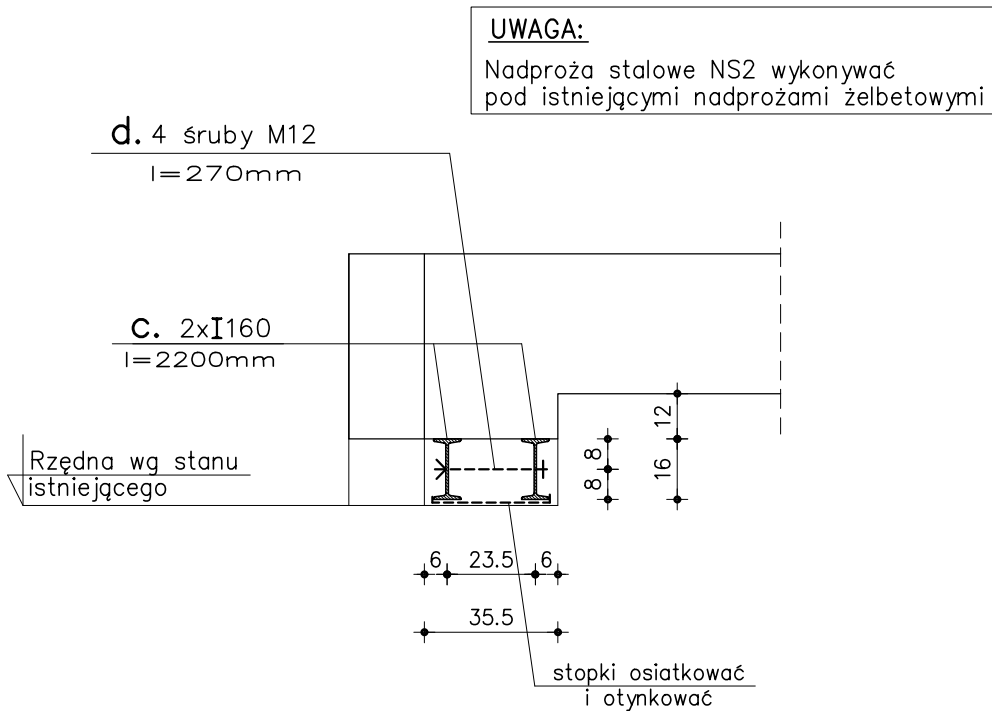 UWAGA:
Nadproża stalowe NS2 wykonywać
pod istniejącymi nadprożami żelbetowymi
d. 4 śruby M12
l=270mm
c. 2xI160
l=2200mm
Rzędna wg stanu
istniejącego
12
8
16
8
6 23.5 6
35.5
stopki osiatkować
i otynkować